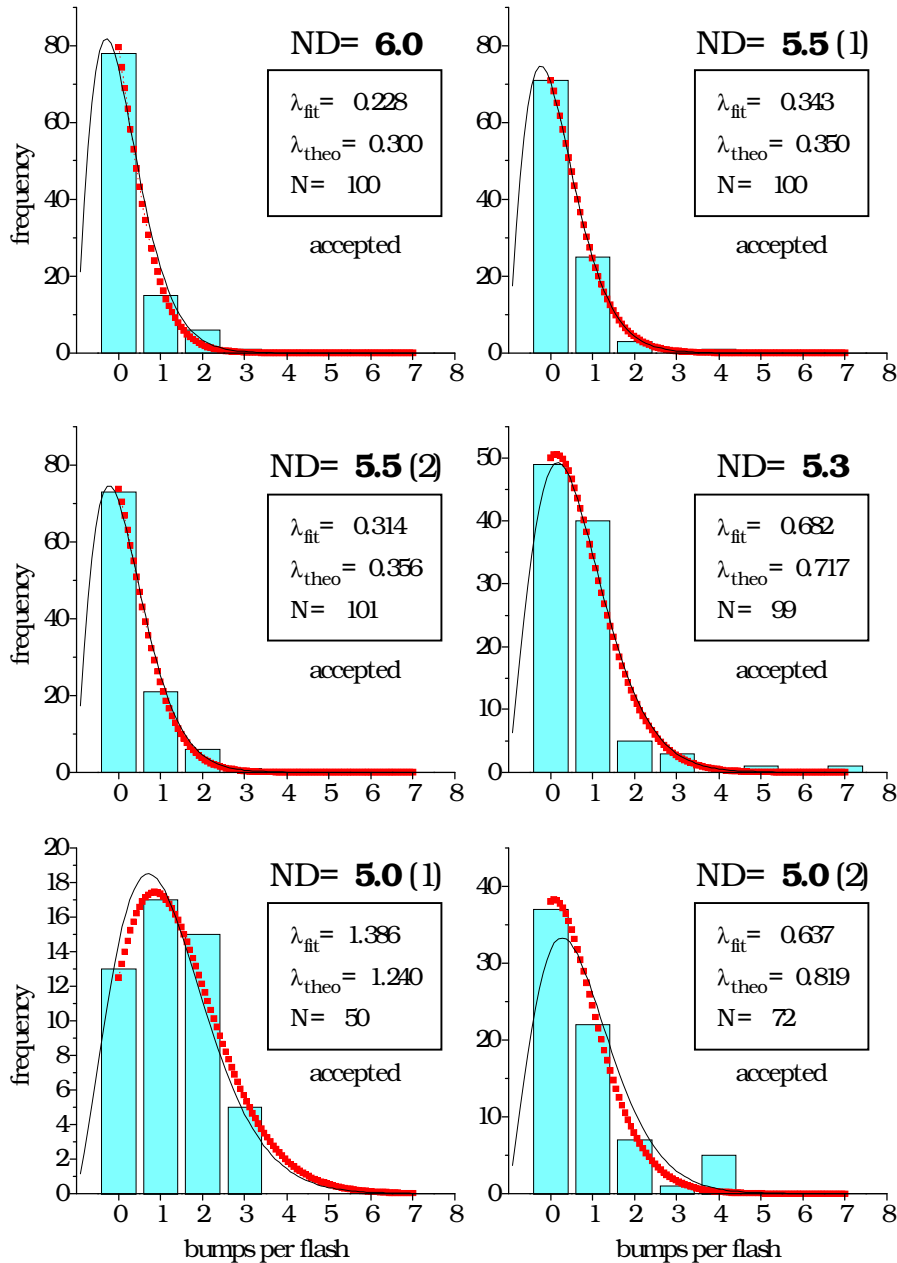 ND= 6.0
λfit= 0.228
λtheo= 0.300
N= 100
accepted
frequency
80
60
40
20
0
0 1 2 3 4 5 6 7 8
ND= 5.5 (1)
λfit= 0.343
λtheo= 0.350
N= 100
accepted
80
60
40
20
0
0 1 2 3 4 5 6 7 8
ND= 5.5 (2)
λfit= 0.314
λtheo= 0.356
N= 101
accepted
frequency
80
60
40
20
0
0 1 2 3 4 5 6 7 8
ND= 5.3
λfit= 0.682
λtheo= 0.717
N= 99
accepted
50
40
30
20
10
0
0 1 2 3 4 5 6 7 8
ND= 5.0 (1)
λfit= 1.386
λtheo= 1.240
N= 50
accepted
frequency
20
18
16
14
12
10
8
6
4
2
0
0 1 2 3 4 5 6 7 8
bumps per flash
ND= 5.0 (2)
λfit= 0.637
λtheo= 0.819
N= 72
accepted
40
30
20
10
0
0 1 2 3 4 5 6 7 8
bumps per flash